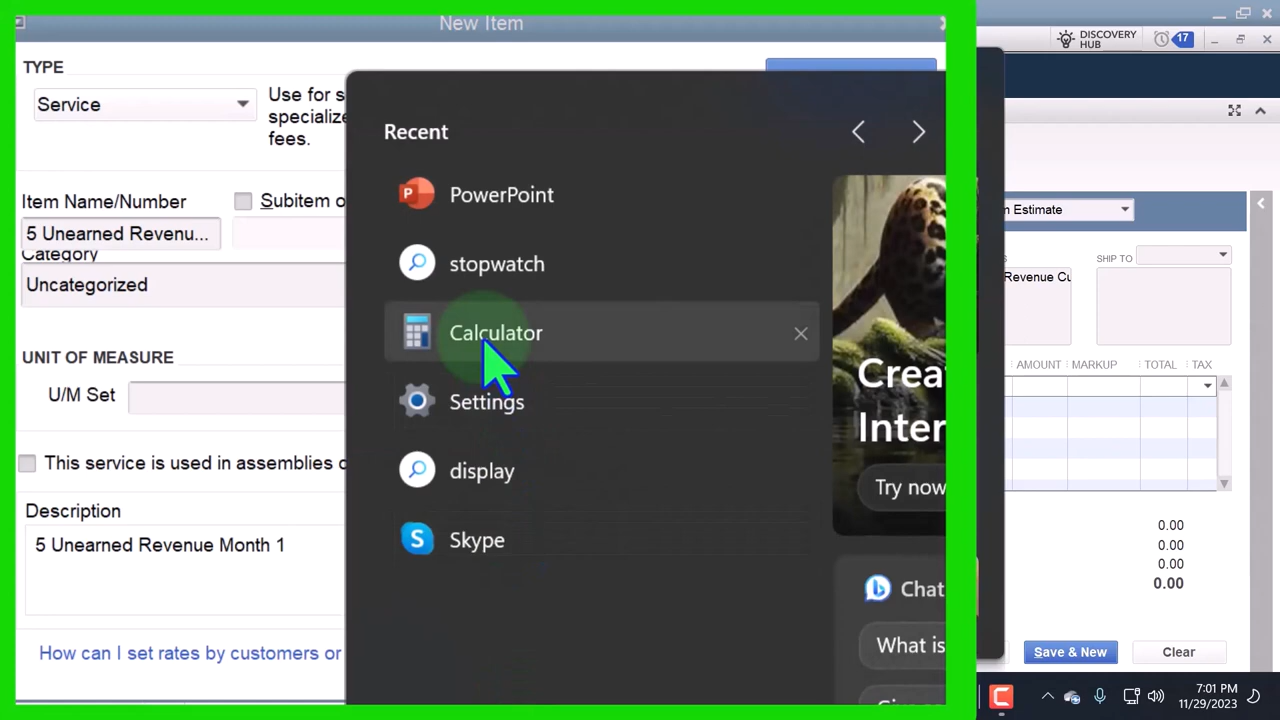 New Item
DISCOVERY
HUB
17
TYPE
Service
Use for s
specialize
fees.
Recent
PowerPoint
stopwatch
Calculator
Settings
display
Skype
Item Name/Number
Subitem o
5 Unearned Revenu...
Category
Uncategorized
UNIT OF MEASURE
U/M Set
This service is used in assemblies o
Description
5 Unearned Revenue Month 1
How can I set rates by customers or
Crea
Inter
Try now
Chat
What is
n Estimate
SHIP TO
Revenue Cu
AMOUNT MARKUP TOTAL TAX
0.00
0.00
0.00
0.00
Save & New
Clear
7:01 PM
11/29/2023